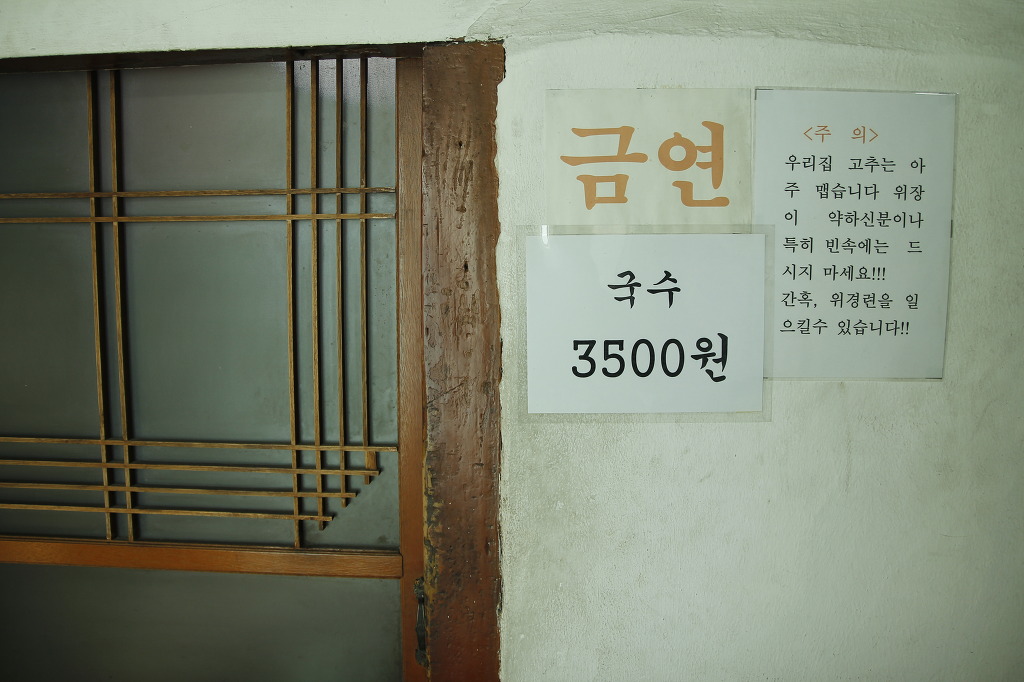 금연
국수
3500원
<주 의>
우리집 고추는 아
주 맵습니다 위장
이 약하신분이나
특히 빈속에는 드
시지 마세요!!!
간혹, 위경련을 일
으킬수 있습니다!!